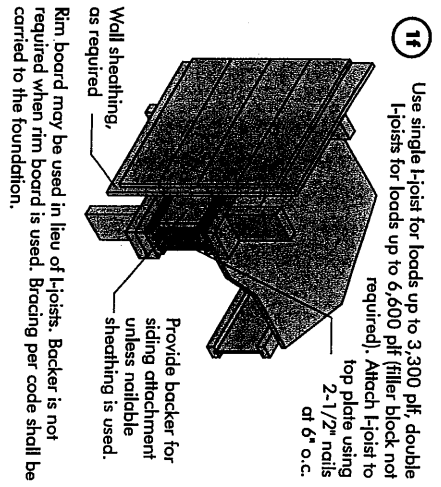 1f
Use single I-joist for loads up to 3,300 plf, double
I-joists for loads up to 6,600 plf (filler block not
required). Attach I-joist to
top plate using
2-1/2" nails
at 6" o.c.
Wall sheathing,
as required
Provide backer for
siding attachment
unless nailable
sheathing is used.
Rim board may be used in lieu of I-joists. Backer is not
required when rim board is used. Bracing per code shall be
carried to the foundation.